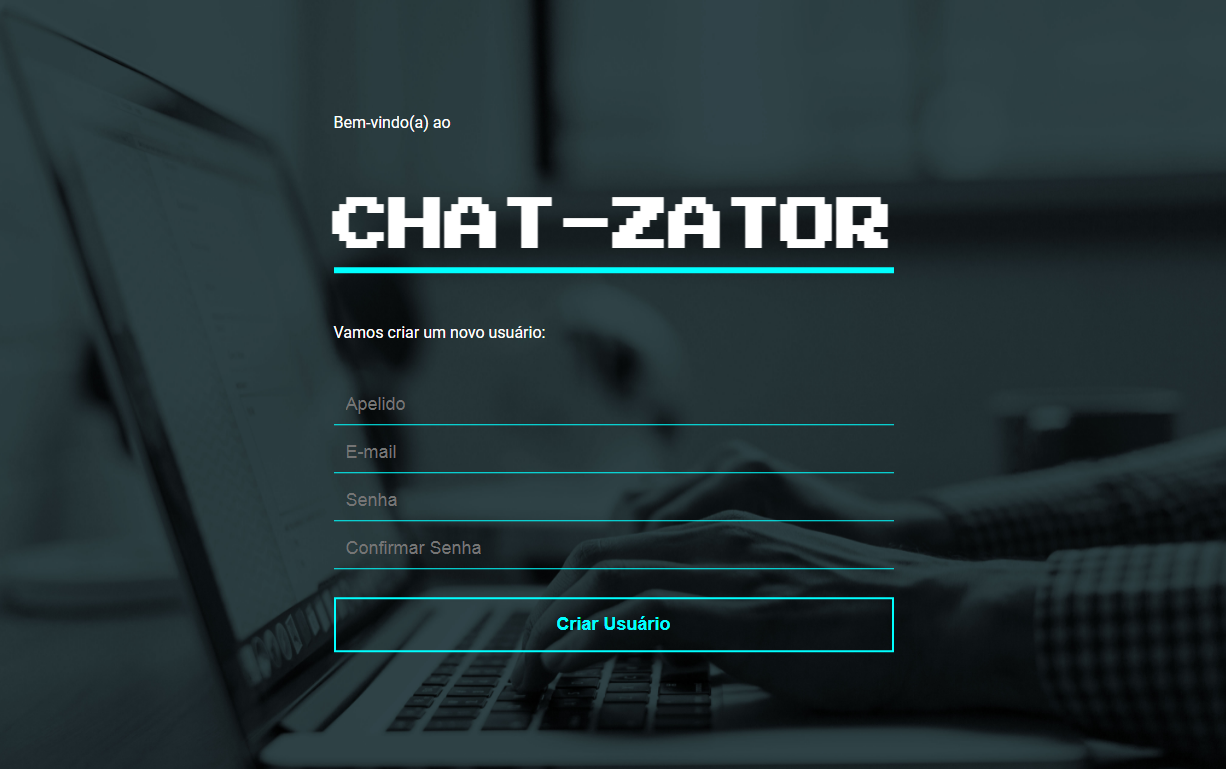 Bem-vindo(a) ao
CHAT-ZATOR
Vamos criar um novo usuário:
Apelido
E-mail
Senha
Confirmar Senha
Criar Usuário